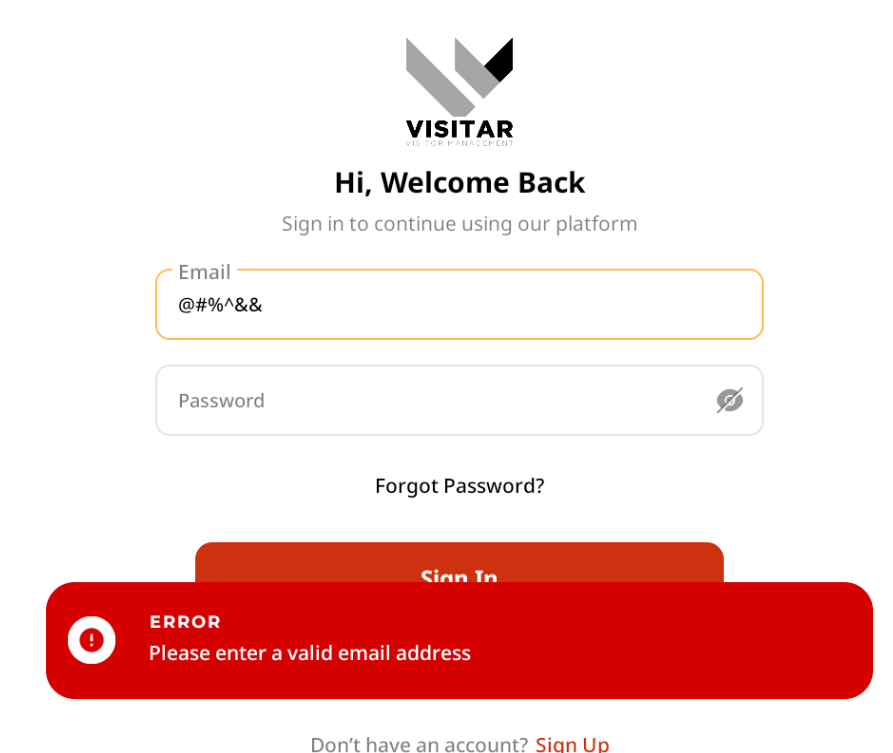 VISITAR
VISITOR MANAGEMENT
Hi, Welcome Back
Sign in to continue using our platform
Email
@#%^&&
Password
Forgot Password?
Sign In
ERROR
Please enter a valid email address
Don't have an account? Sign Up